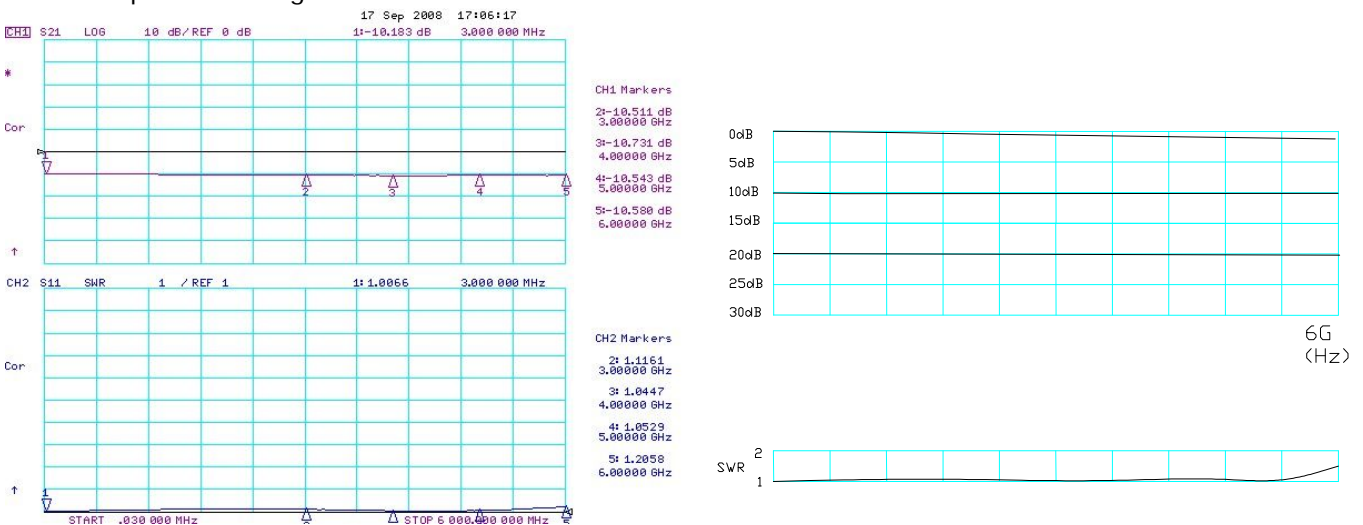 17 Sep 2008 17:06:17
CH1 S21 LOG 10 dB/REF 0 dB 1:-10.183 dB 3.000 000 MHz
*
CH1 Markers
2:-10.511 dB
3.00000 GHz
Cor
3:-10.731 dB
4.00000 GHz
1
4:-10.543 dB
5.00000 GHz
2 3 4 5
5:-10.580 dB
6.00000 GHz
↑
CH2 S11 SWR 1 / REF 1 1:1.0066 3.000 000 MHz
CH2 Markers
2: 1.1161
3.00000 GHz
Cor
3: 1.0447
4.00000 GHz
4: 1.0529
5.00000 GHz
5: 1.2058
6.00000 GHz
↑
1
START .030 000 MHz STOP 6 000.000 000 MHz
0dB
5dB
10dB
15dB
20dB
25dB
30dB
6G
(Hz)
SWR
2
1